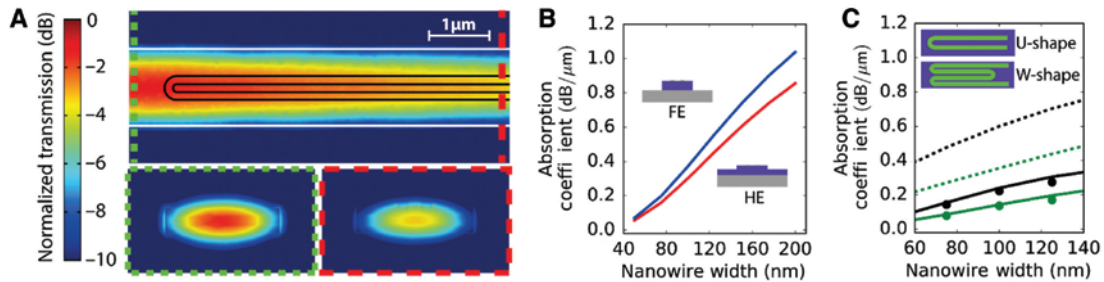 A
Normalized transmission (dB)
0
−2
−4
−6
−8
−10
1μm
B
Absorption
coeffi cient (dB/μm)
1.2
1.0
0.8
0.6
0.4
0.2
0.0
FE
HE
40
80
120
160
200
Nanowire width (nm)
C
Absorption
coeffi ient (dB/μm)
1.2
1.0
0.8
0.6
0.4
0.2
0.0
U-shape
W-shape
60
80
100
120
140
Nanowire width (nm)